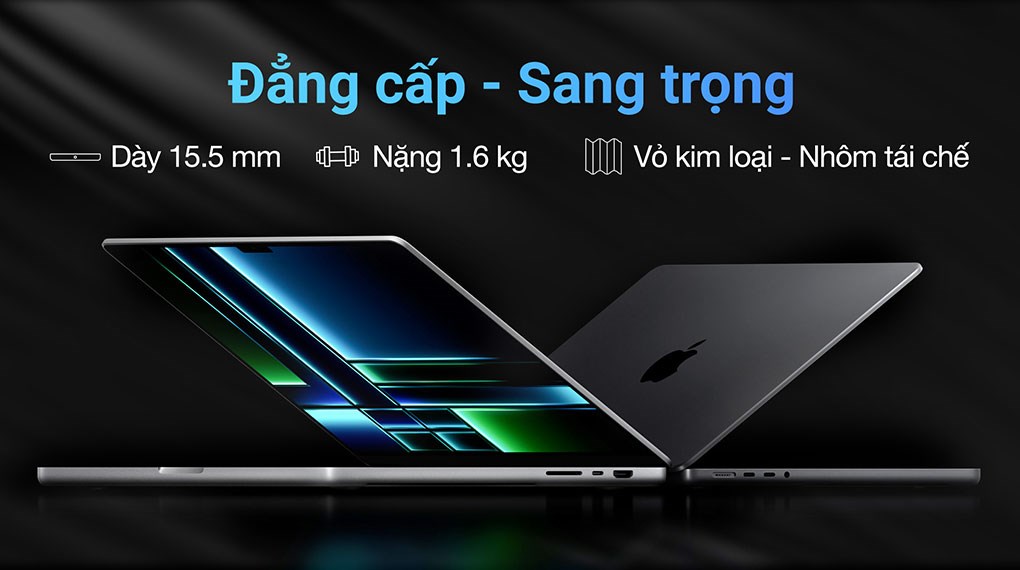 Đẳng cấp - Sang trọng
Dày 15.5 mm Nặng 1.6 kg Vỏ kim loại - Nhôm tái chế